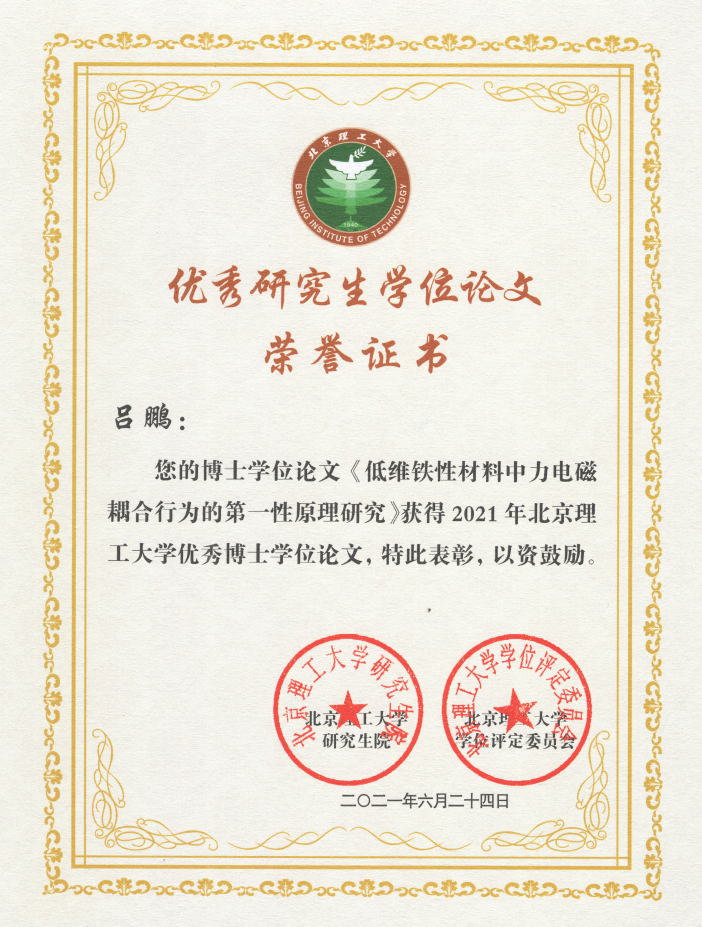 北京理工大学
BEIJING INSTITUTE OF TECHNOLOGY
1940
优秀研究生学位论文
荣誉证书
吕鹏：
您的博士学位论文《低维铁性材料中力电磁
耦合行为的第一性原理研究》获得 2021 年北京理
工大学优秀博士学位论文，特此表彰，以资鼓励。
北京理工大学研究生院
北京理工大学
研究生院
北京理工大学学位评定委员会
北京理工大学
学位评定委员会
二〇二一年六月二十四日